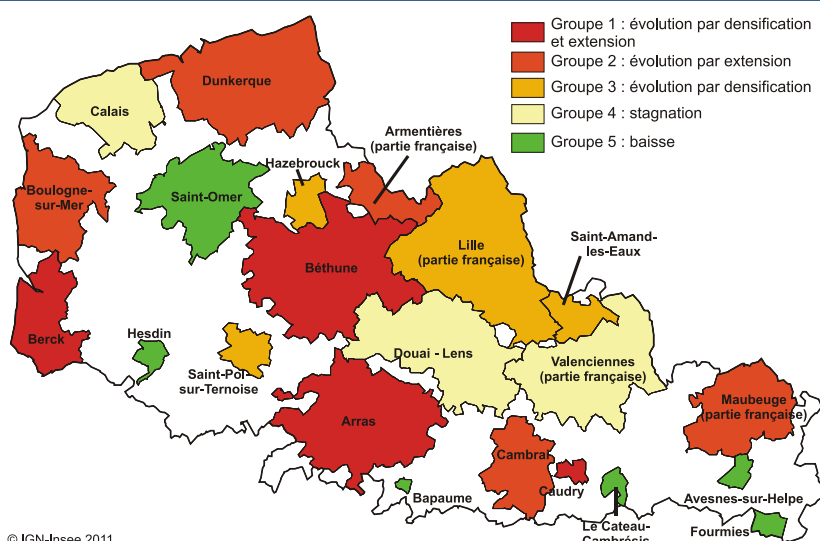 Groupe 1 : évolution par densification
et extension
Groupe 2 : évolution par extension
Groupe 3 : évolution par densification
Groupe 4 : stagnation
Groupe 5 : baisse
Dunkerque
Calais
Armentières
(partie française)
Hazebrouck
Boulogne-
sur-Mer
Saint-Omer
Lille
(partie française)
Saint-Amand-
les-Eaux
Béthune
Berck
Hesdin
Saint-Pol-
sur-Ternoise
Douai - Lens
Valenciennes
(partie française)
Maubeuge
(partie française)
Arras
Cambrai
Caudry
Bapaume
Avesnes-sur-Helpe
Le Cateau-
Cambrésis
Fournies
© IGN-Insee 2011